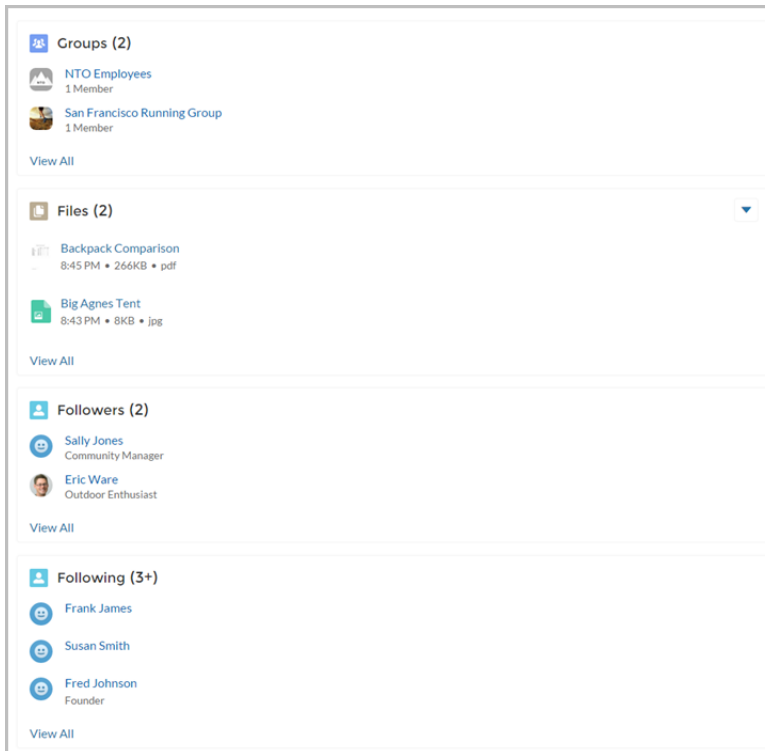 Groups (2)
NTO Employees
1 Member
San Francisco Running Group
1 Member
View All
Files (2)
Backpack Comparison
8:45 PM • 266KB • pdf
Big Agnes Tent
8:43 PM • 8KB • jpg
View All
Followers (2)
Sally Jones
Community Manager
Eric Ware
Outdoor Enthusiast
View All
Following (3+)
Frank James
Susan Smith
Fred Johnson
Founder
View All